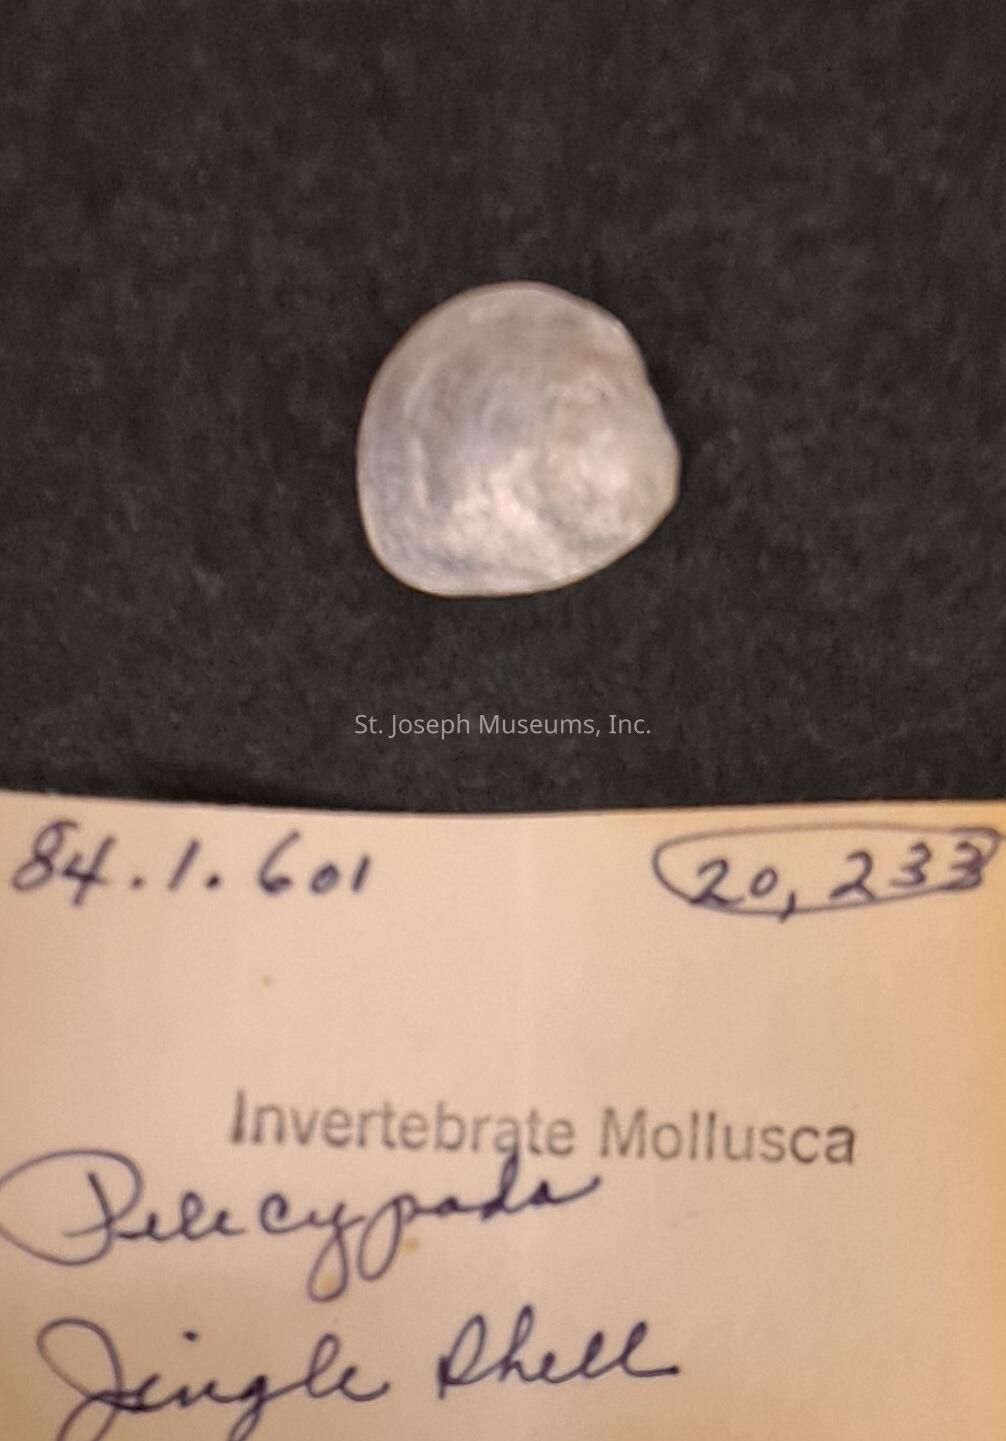 St. Joseph Museums, Inc.
84.1.601 20,233
Invertebrate Mollusca
Pelecypoda
Jingle Shell